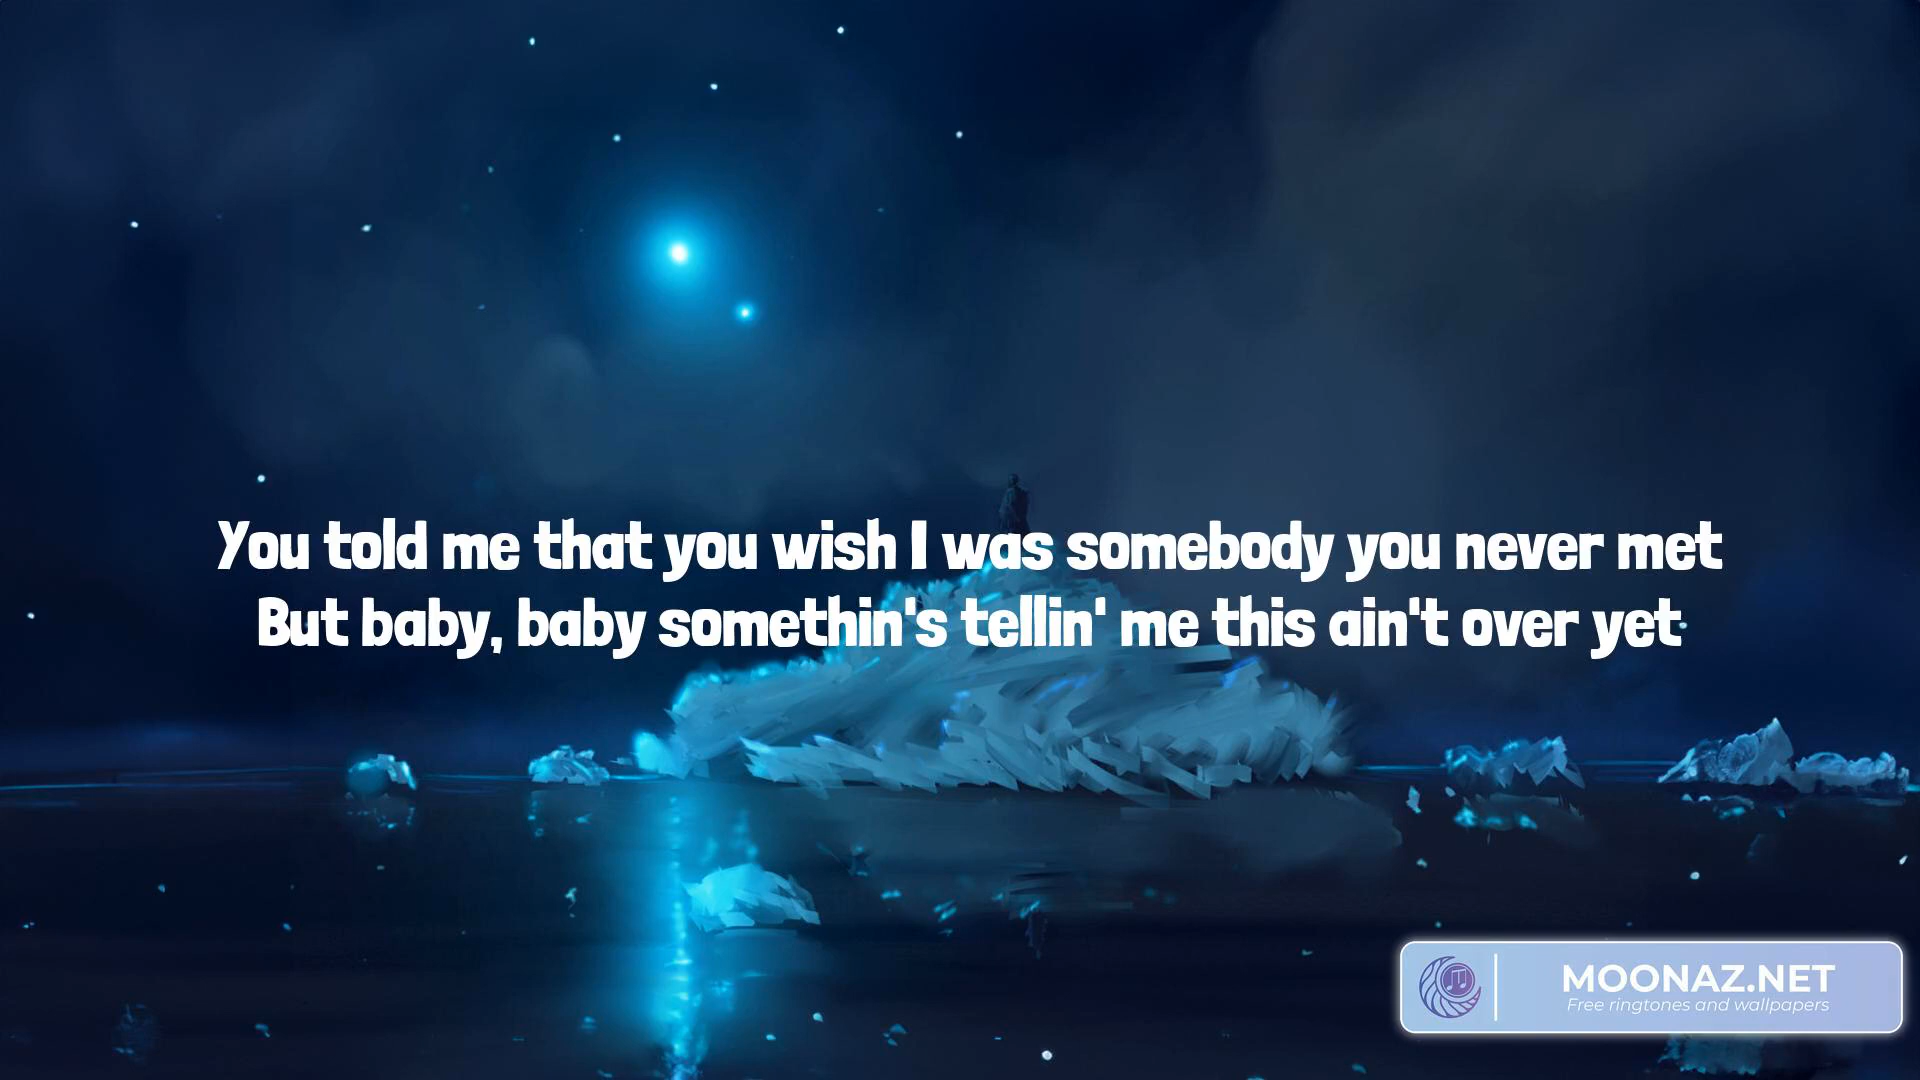 You told me that you wish I was somebody you never met
But baby, baby somethin's tellin' me this ain't over yet
MOONAZ.NET
Free ringtones and wallpapers